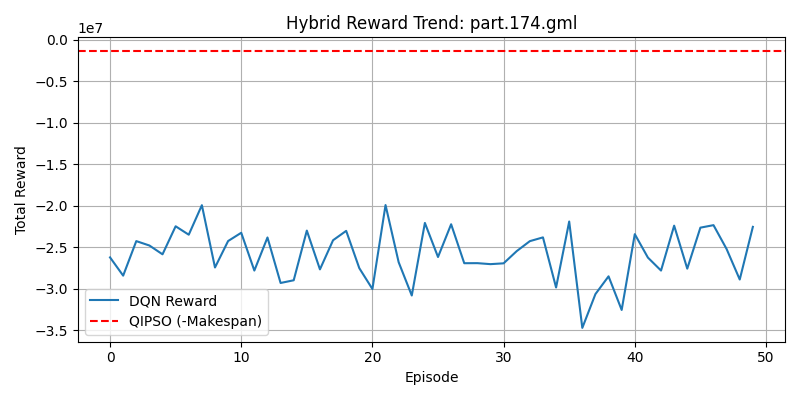 Hybrid Reward Trend: part.174.gml
1e7
0.0
−0.5
−1.0
−1.5
−2.0
−2.5
−3.0
−3.5
Total Reward
DQN Reward
QIPSO (-Makespan)
0 10 20 30 40 50
Episode